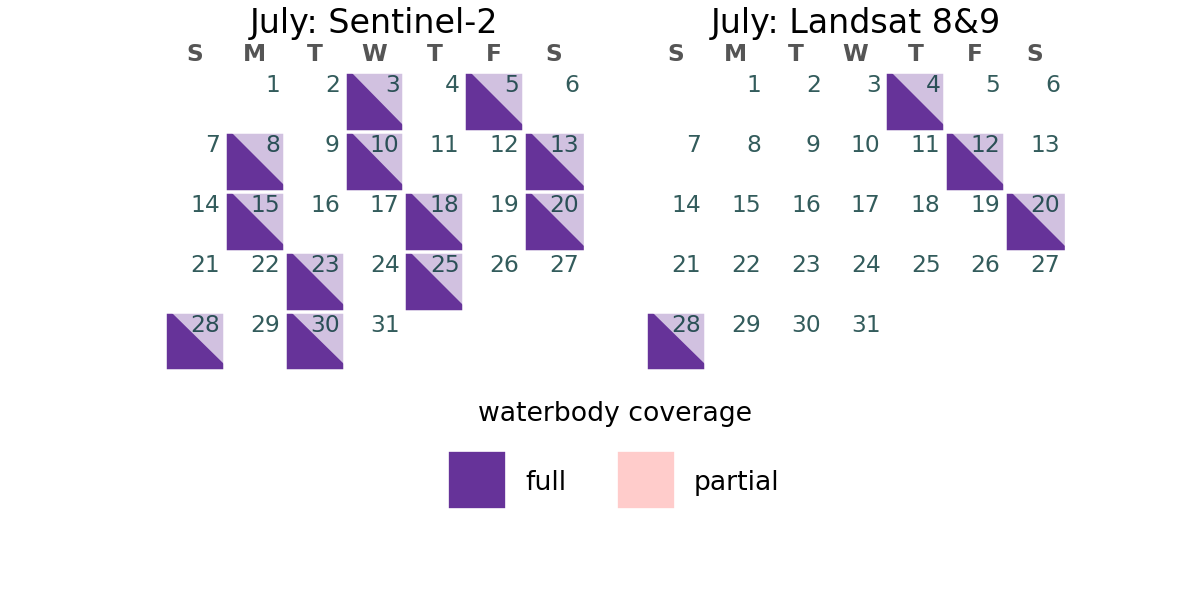 July: Sentinel-2
S M T W T F S
1 2 3 4 5 6
7 8 9 10 11 12 13
14 15 16 17 18 19 20
21 22 23 24 25 26 27
28 29 30 31
July: Landsat 8&9
S M T W T F S
1 2 3 4 5 6
7 8 9 10 11 12 13
14 15 16 17 18 19 20
21 22 23 24 25 26 27
28 29 30 31
waterbody coverage
full partial